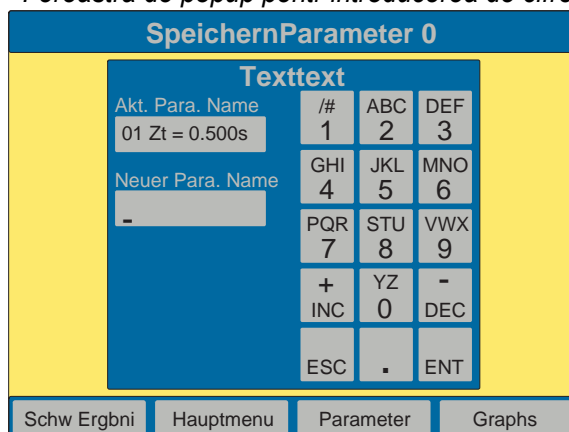 SpeichernParameter 0
Texttext
Akt. Para. Name
01 Zt = 0.500s
Neuer Para. Name
_
/# ABC DEF
1 2 3
GHI JKL MNO
4 5 6
PQR STU VWX
7 8 9
+ YZ -
INC 0 DEC
ESC . ENT
Schw Ergbni Hauptmenu Parameter Graphs